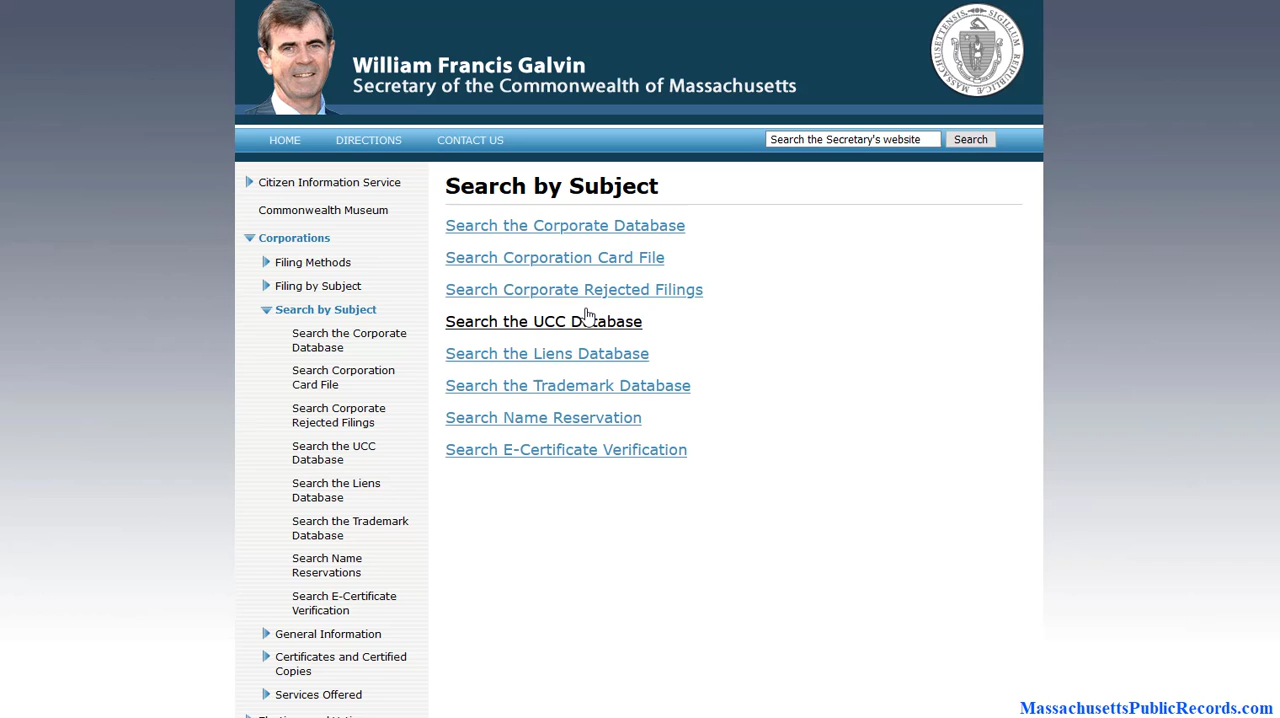 William Francis Galvin
Secretary of the Commonwealth of Massachusetts
HOME
DIRECTIONS
CONTACT US
Search the Secretary's website
Search
Citizen Information Service
Commonwealth Museum
Corporations
Filing Methods
Filing by Subject
Search by Subject
Search the Corporate
Database
Search Corporation
Card File
Search Corporate
Rejected Filings
Search the UCC
Database
Search the Liens
Database
Search the Trademark
Database
Search Name
Reservations
Search E-Certificate
Verification
General Information
Certificates and Certified
Copies
Services Offered
Search by Subject
Search the Corporate Database
Search Corporation Card File
Search Corporate Rejected Filings
Search the UCC Database
Search the Liens Database
Search the Trademark Database
Search Name Reservation
Search E-Certificate Verification
MassachusettsPublicRecords.com